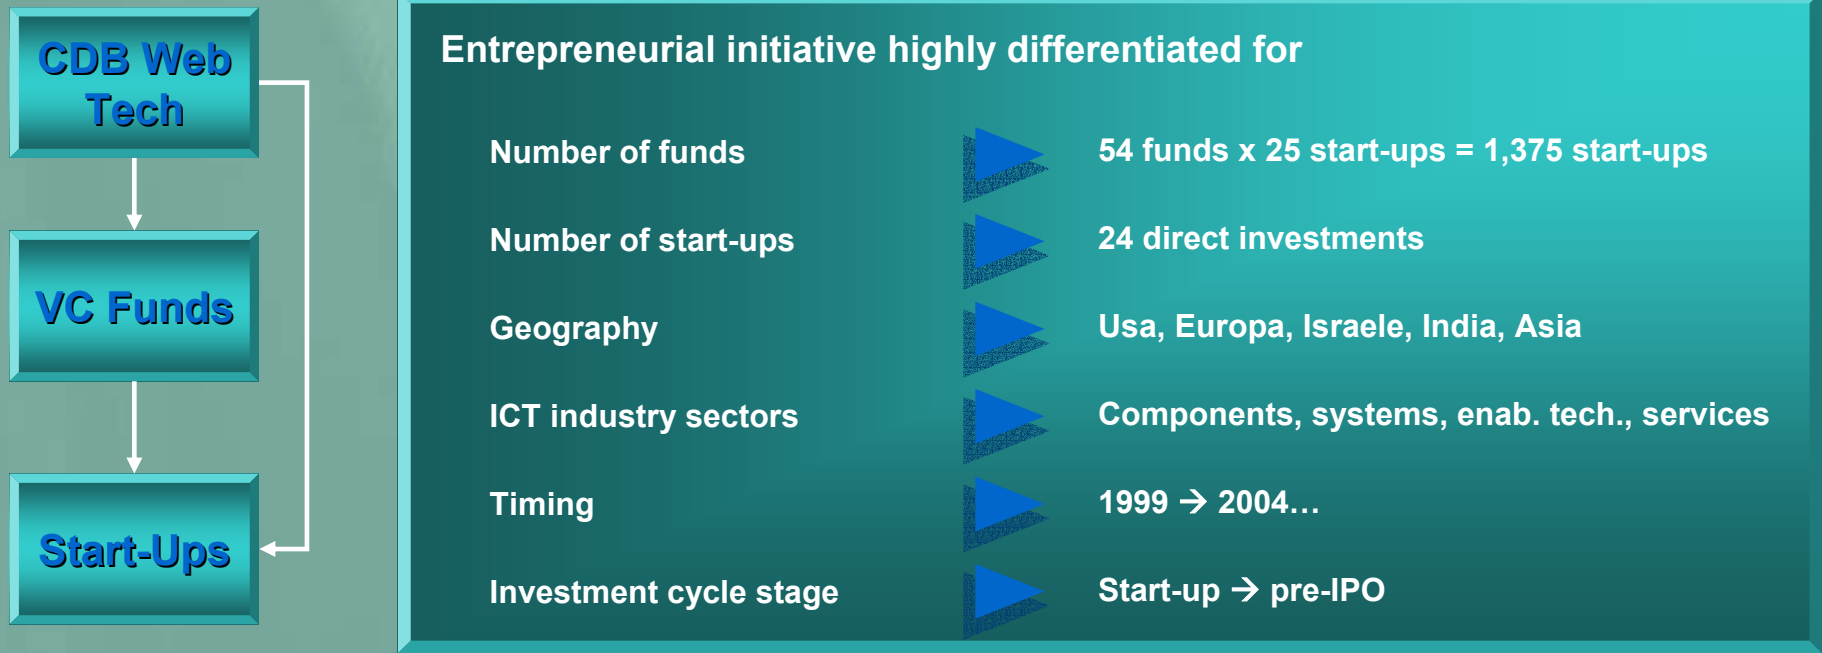 CDB Web
Tech
VC Funds
Start-Ups
Entrepreneurial initiative highly differentiated for
Number of funds
54 funds x 25 start-ups = 1,375 start-ups
Number of start-ups
24 direct investments
Geography
Usa, Europa, Israele, India, Asia
ICT industry sectors
Components, systems, enab. tech., services
Timing
1999 → 2004…
Investment cycle stage
Start-up → pre-IPO